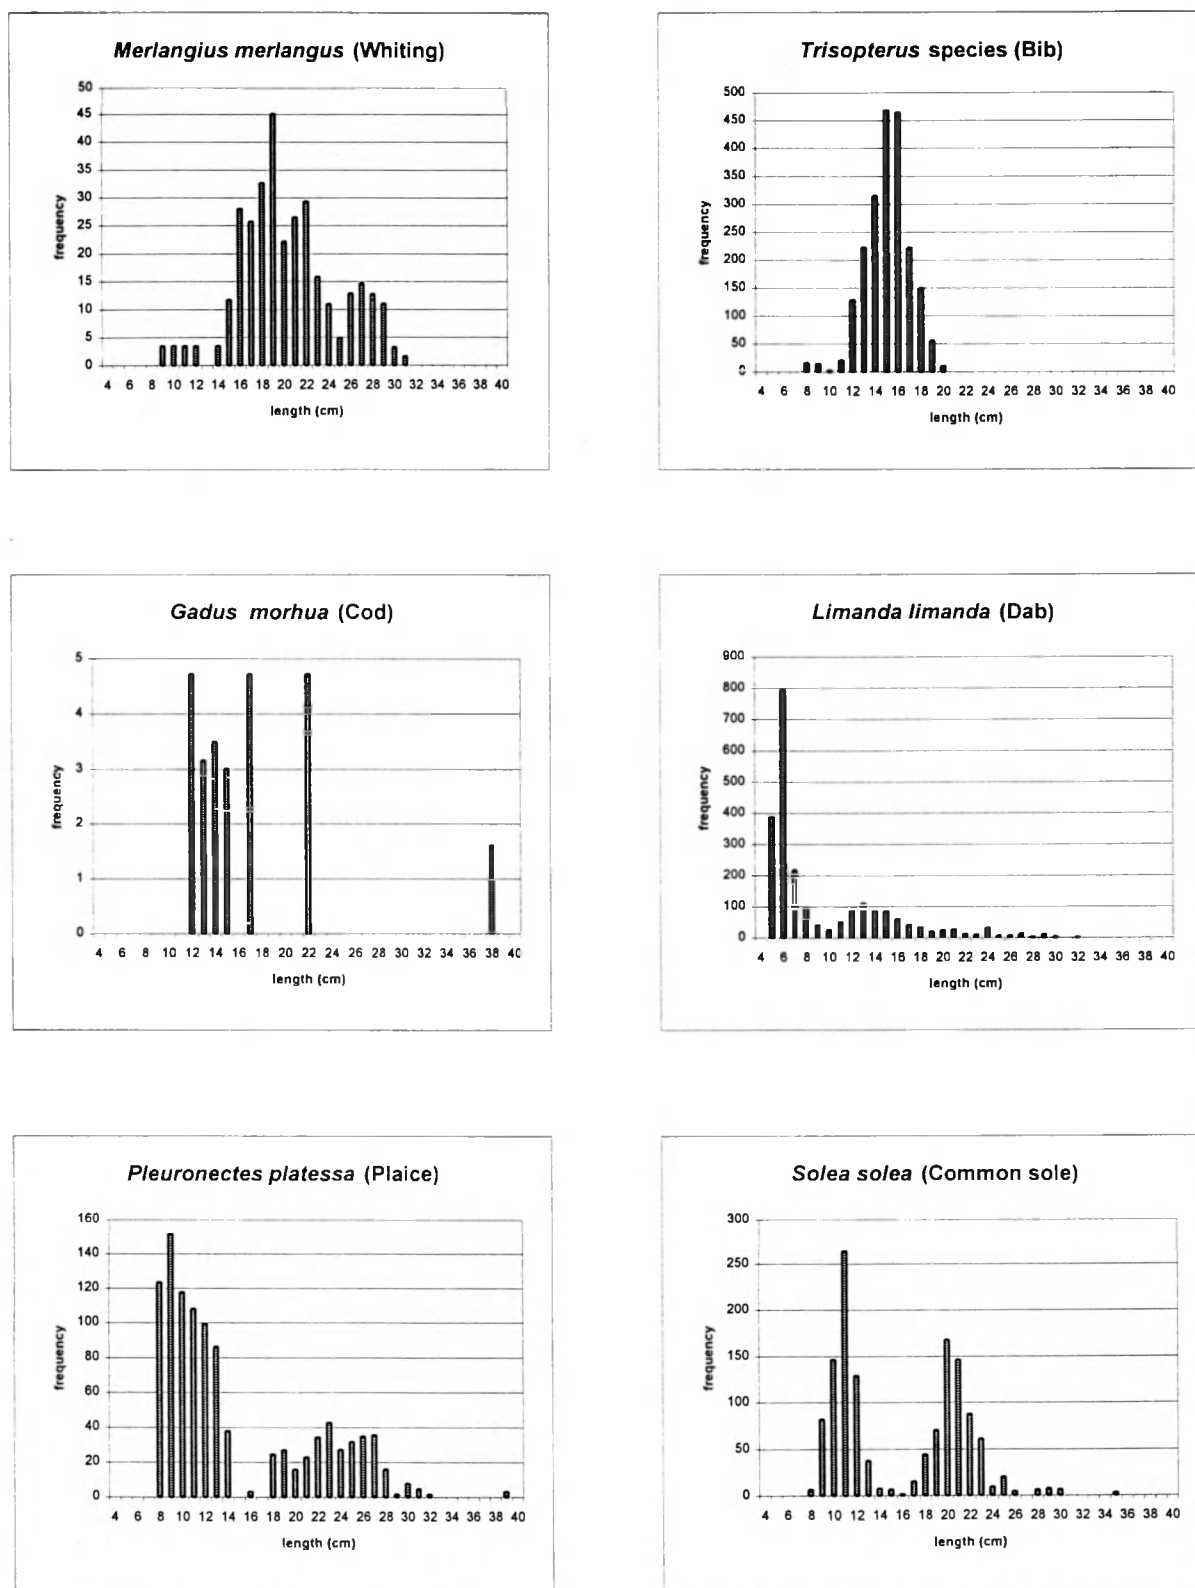 Merlangius merlangus (Whiting)
50
45
40
35
30
25
20
15
10
5
0
frequency
4 6 8 10 12 14 16 18 20 22 24 26 28 30 32 34 36 38 40
length (cm)
Trisopterus species (Bib)
500
450
400
350
300
250
200
150
100
50
0
frequency
4 6 8 10 12 14 16 18 20 22 24 26 28 30 32 34 36 38 40
length (cm)
Gadus morhua (Cod)
5
4
3
2
1
0
frequency
4 6 8 10 12 14 16 18 20 22 24 26 28 30 32 34 36 38 40
length (cm)
Limanda limanda (Dab)
900
800
700
600
500
400
300
200
100
0
frequency
4 6 8 10 12 14 16 18 20 22 24 26 28 30 32 34 36 38 40
length (cm)
Pleuronectes platessa (Plaice)
160
140
120
100
80
60
40
20
0
frequency
4 6 8 10 12 14 16 18 20 22 24 26 28 30 32 34 36 38 40
length (cm)
Solea solea (Common sole)
300
250
200
150
100
50
0
frequency
4 6 8 10 12 14 16 18 20 22 24 26 28 30 32 34 36 38 40
length (cm)